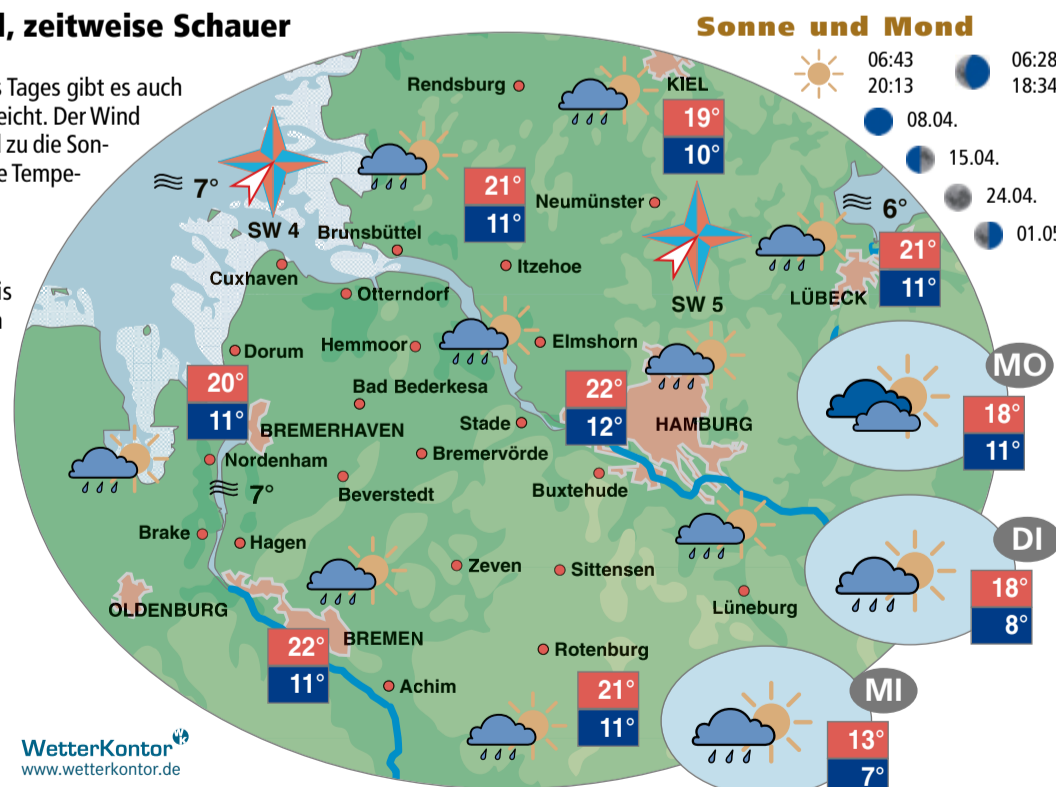 l, zeitweise Schauer
s Tages gibt es auch
eicht. Der Wind
l zu die Son-
e Tempe-
is
Sonne und Mond
06:43
20:13
06:28
18:34
08.04.
15.04.
24.04.
01.05
Rendsburg
KIEL
19°
10°
7°
SW 4
21°
11°
Neumünster
SW 5
6°
21°
11°
LÜBECK
Brunsbüttel
Cuxhaven
Itzehoe
Otterndorf
Dorum
Hemmoor
Elmshorn
20°
11°
Bad Bederkesa
BREMERHAVEN
Stade
22°
12°
HAMBURG
Nordenham
Bremervörde
Beverstedt
Buxtehude
7°
Brake
Hagen
Zeven
Sittensen
Lüneburg
OLDENBURG
BREMEN
22°
11°
Rotenburg
Achim
21°
11°
MO
18°
11°
DI
18°
8°
MI
13°
7°
WetterKontor
www.wetterkontor.de